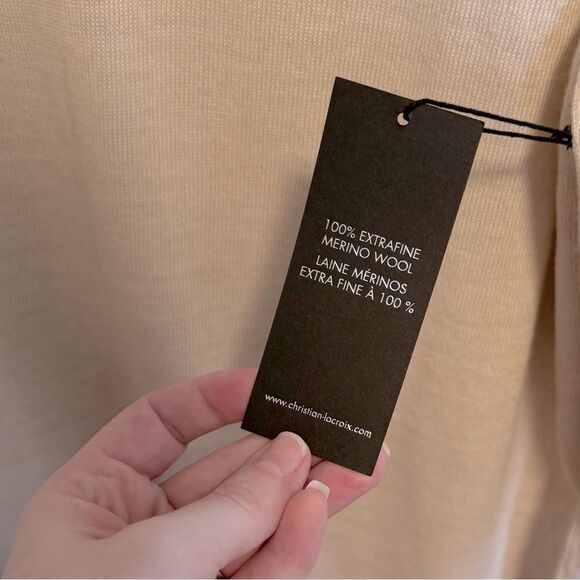 100% EXTRAFINE
MERINO WOOL
LAINE MÉRINOS
EXTRA FINE À 100 %
www.christian-lacroix.com